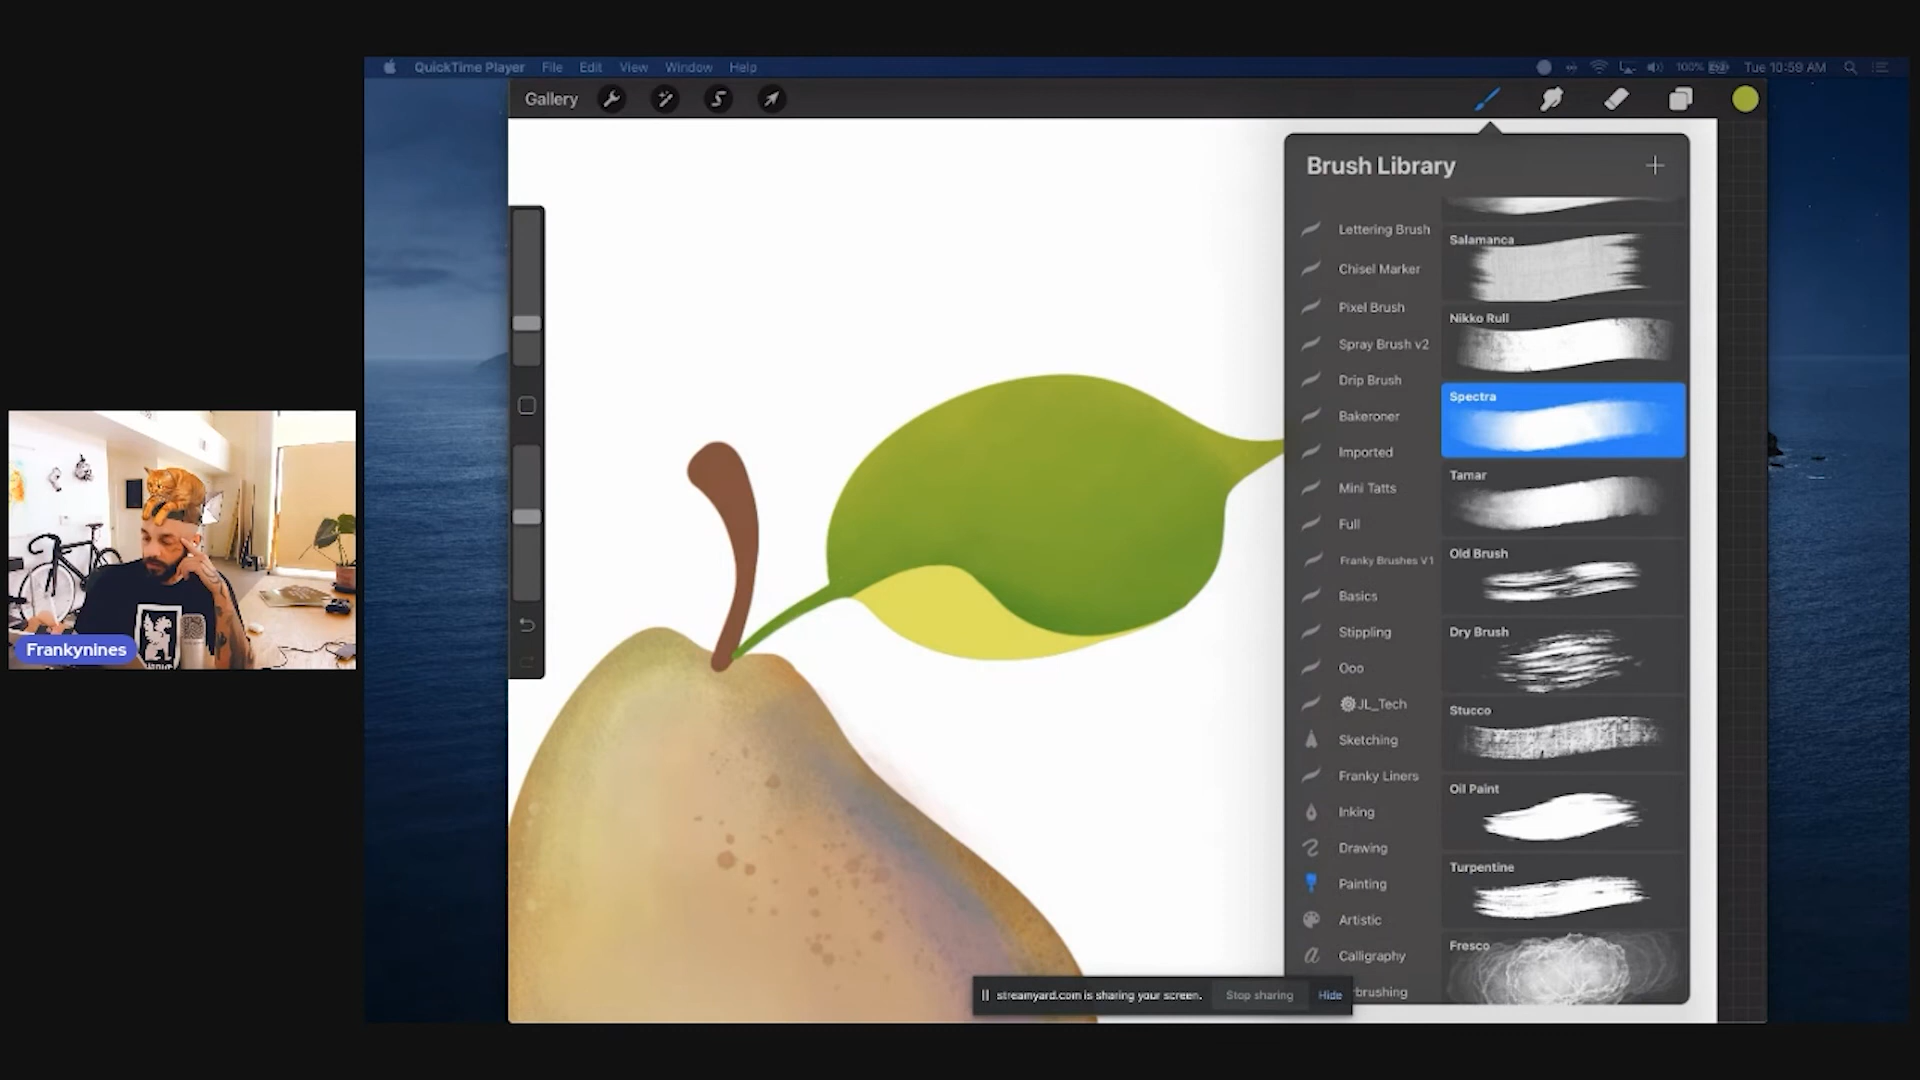 QuickTime Player File Edit View Window Help 100% Tue 10:59 AM
Gallery
Brush Library
Lettering Brush
Chisel Marker
Pixel Brush
Spray Brush v2
Drip Brush
Bakeroner
Imported
Mini Tatts
Full
Franky Brushes V1
Basics
Stippling
Ooo
JL_Tech
Sketching
Franky Liners
Inking
Drawing
Painting
Artistic
Calligraphy
rbrushing
Salamanca
Nikko Rull
Spectra
Tamar
Old Brush
Dry Brush
Stucco
Oil Paint
Turpentine
Fresco
Frankynines
streamyard.com is sharing your screen. Stop sharing Hide